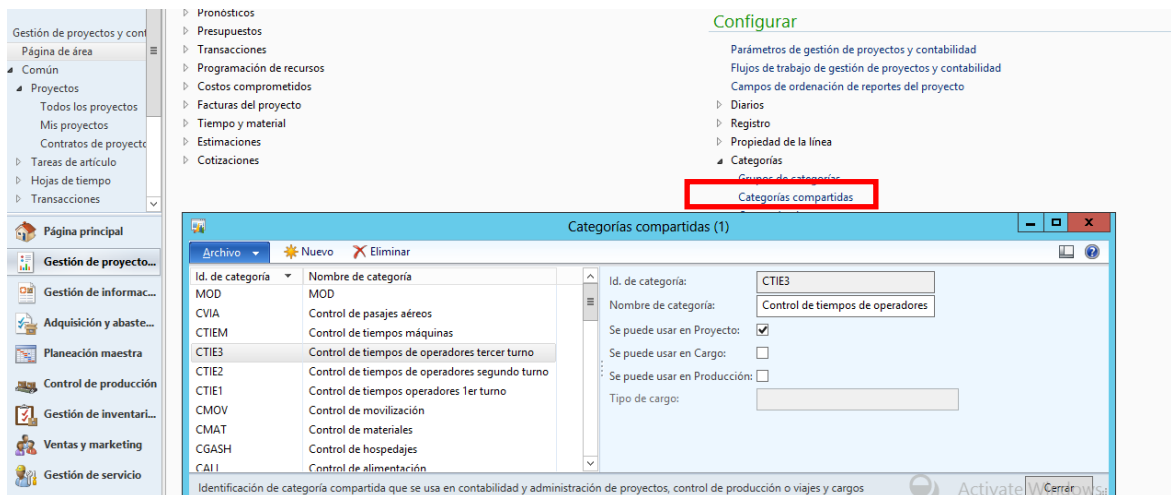 Gestión de proyectos y cont
Página de área
Común
Proyectos
Todos los proyectos
Mis proyectos
Contratos de proyecto
Tareas de artículo
Hojas de tiempo
Transacciones
Página principal
Gestión de proyecto...
Gestión de informac...
Adquisición y abaste...
Planeación maestra
Control de producción
Gestión de inventari...
Ventas y marketing
Gestión de servicio
Pronósticos
Presupuestos
Transacciones
Programación de recursos
Costos comprometidos
Facturas del proyecto
Tiempo y material
Estimaciones
Cotizaciones
Configurar
Parámetros de gestión de proyectos y contabilidad
Flujos de trabajo de gestión de proyectos y contabilidad
Campos de ordenación de reportes del proyecto
Diarios
Registro
Propiedad de la línea
Categorías
Grupos de categorías
Categorías compartidas
Categorías compartidas (1)
Archivo Nuevo Eliminar
Id. de categoría Nombre de categoría
MOD MOD
CVIA Control de pasajes aéreos
CTIEM Control de tiempos máquinas
CTIE3 Control de tiempos de operadores tercer turno
CTIE2 Control de tiempos de operadores segundo turno
CTIE1 Control de tiempos operadores 1er turno
CMOV Control de movilización
CMAT Control de materiales
CGASH Control de hospedajes
CALI Control de alimentación
Id. de categoría: CTIE3
Nombre de categoría: Control de tiempos de operadores
Se puede usar en Proyecto:
Se puede usar en Cargo:
Se puede usar en Producción:
Tipo de cargo:
Identificación de categoría compartida que se usa en contabilidad y administración de proyectos, control de producción o viajes y cargos
Cerrar
Activate Windows